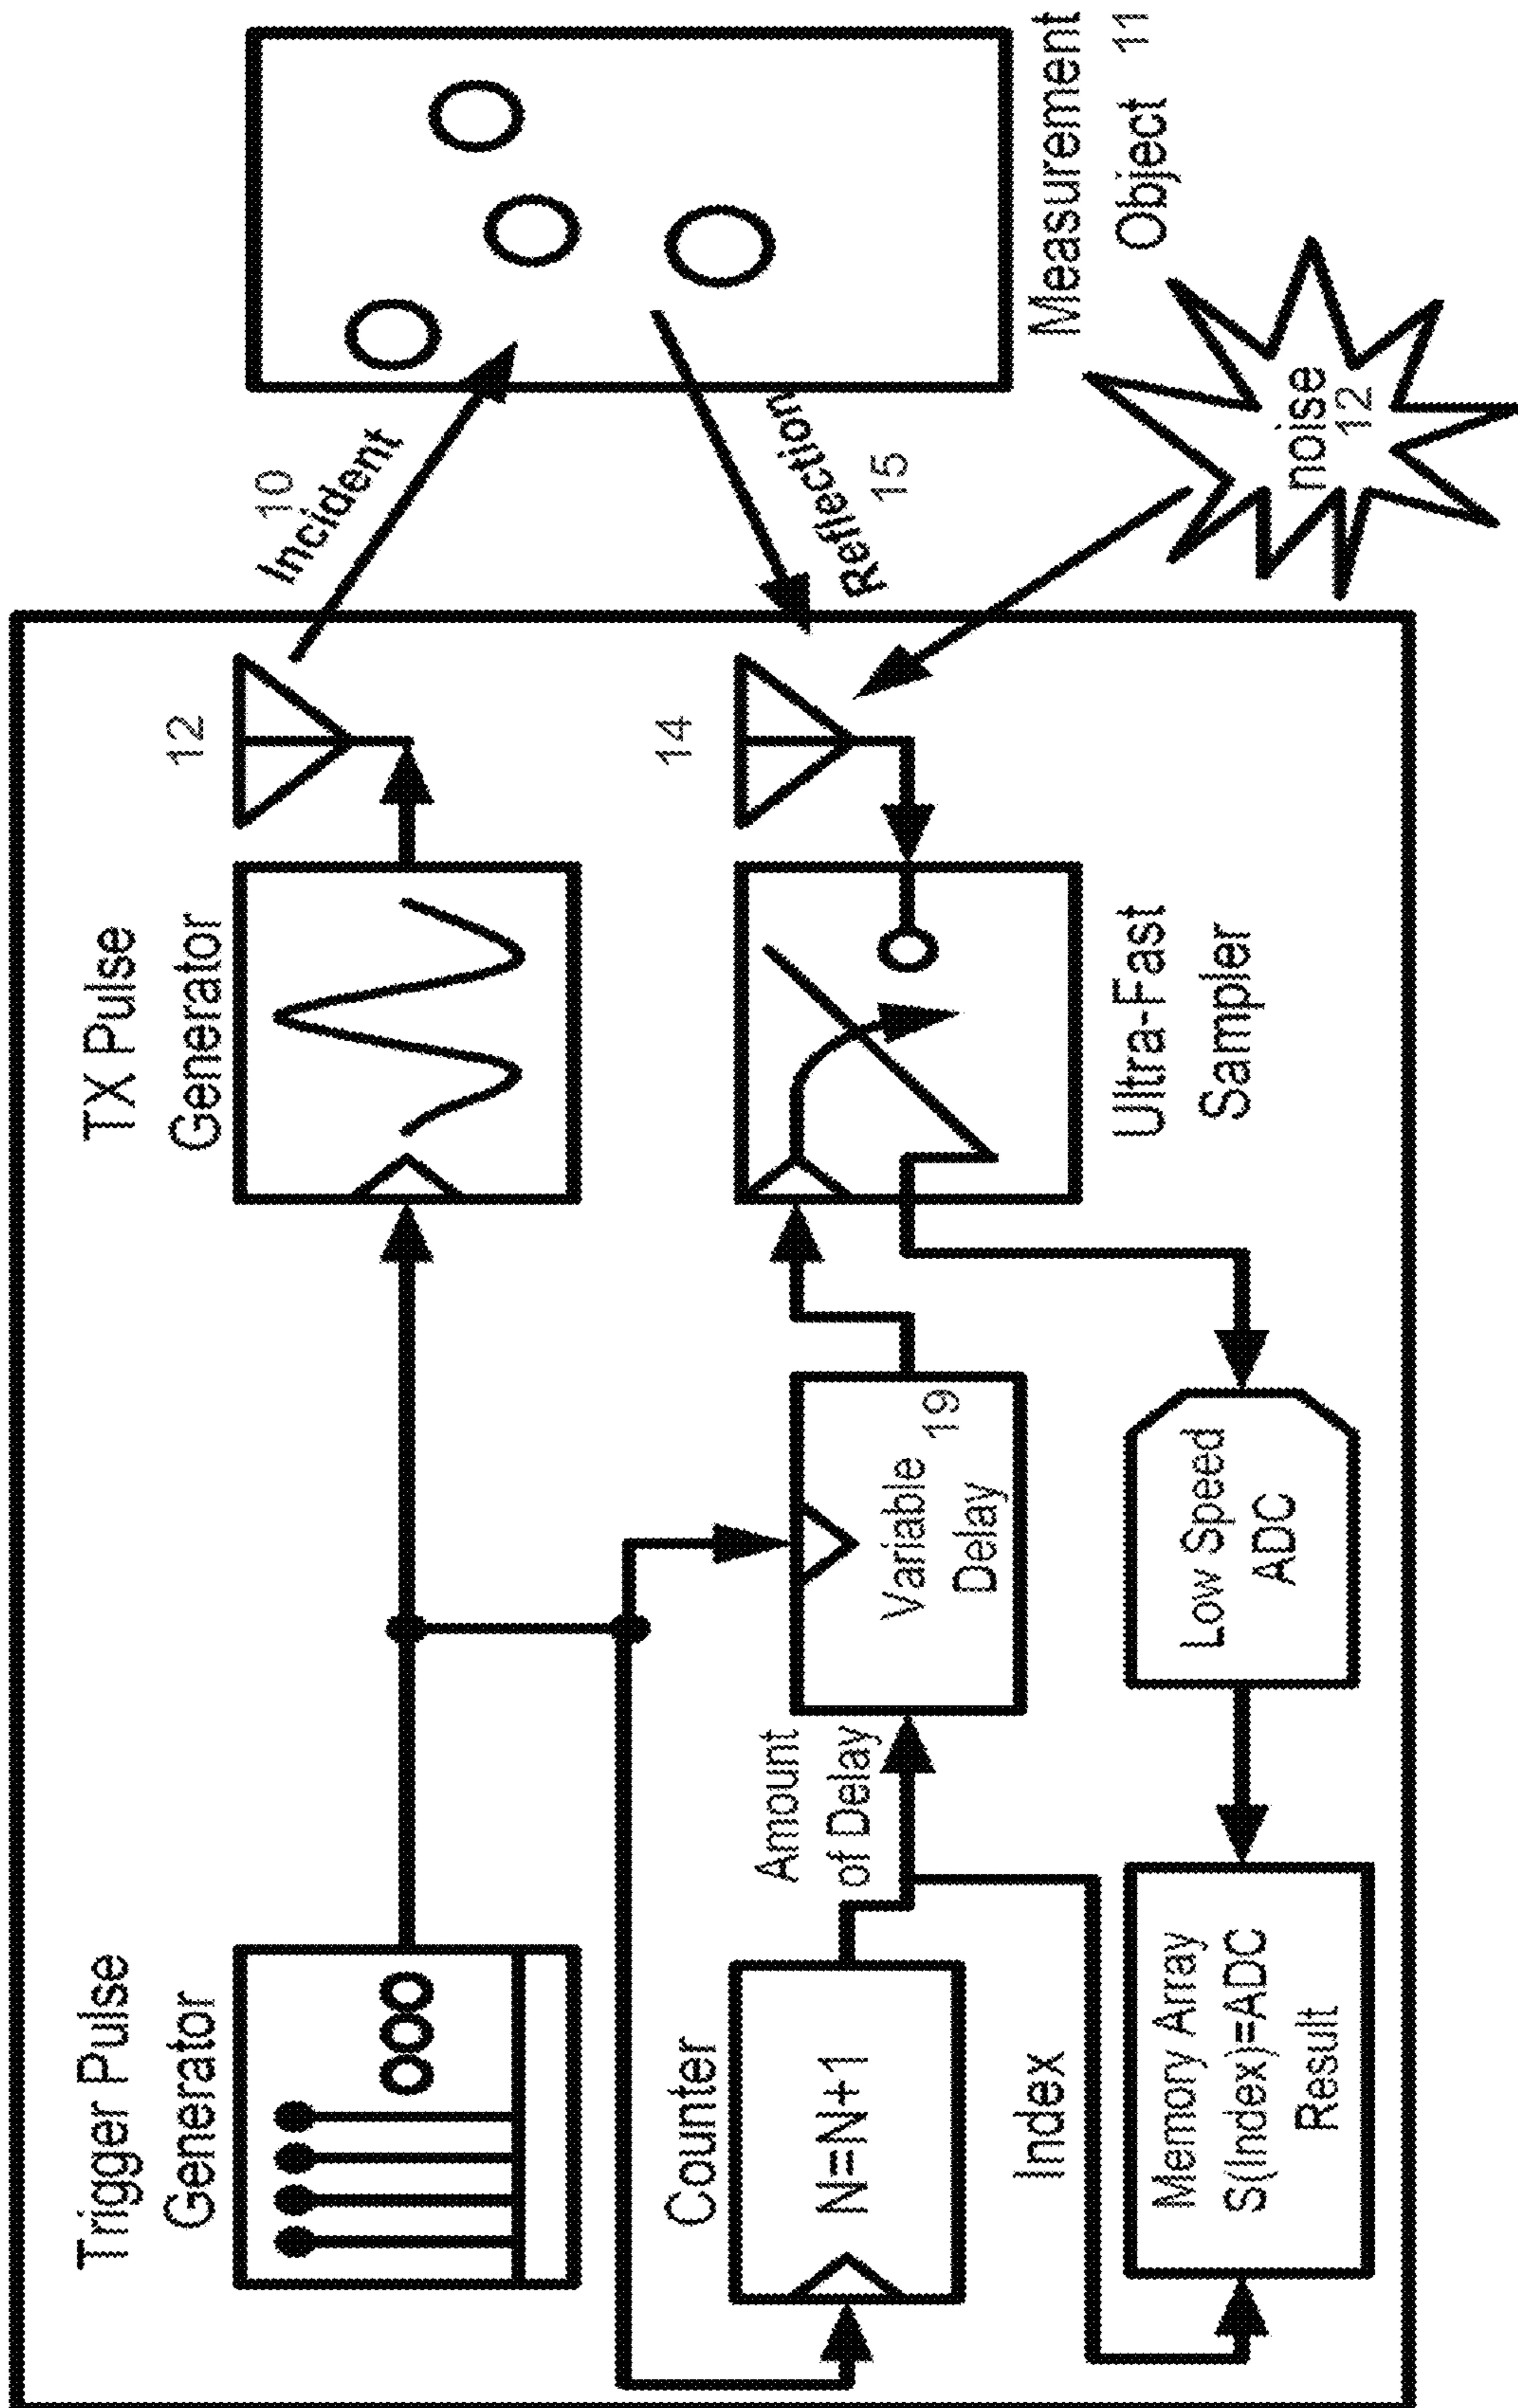 Trigger Pulse
Generator
TX Pulse
Generator
12
10
Incident
Counter
N=N+1
Amount
of Delay
Variable
Delay
19
14
Ultra-Fast
Sampler
Reflection
15
Measurement
Object
11
Index
Memory Array
S(Index)=ADC
Result
Low Speed
ADC
noise
12